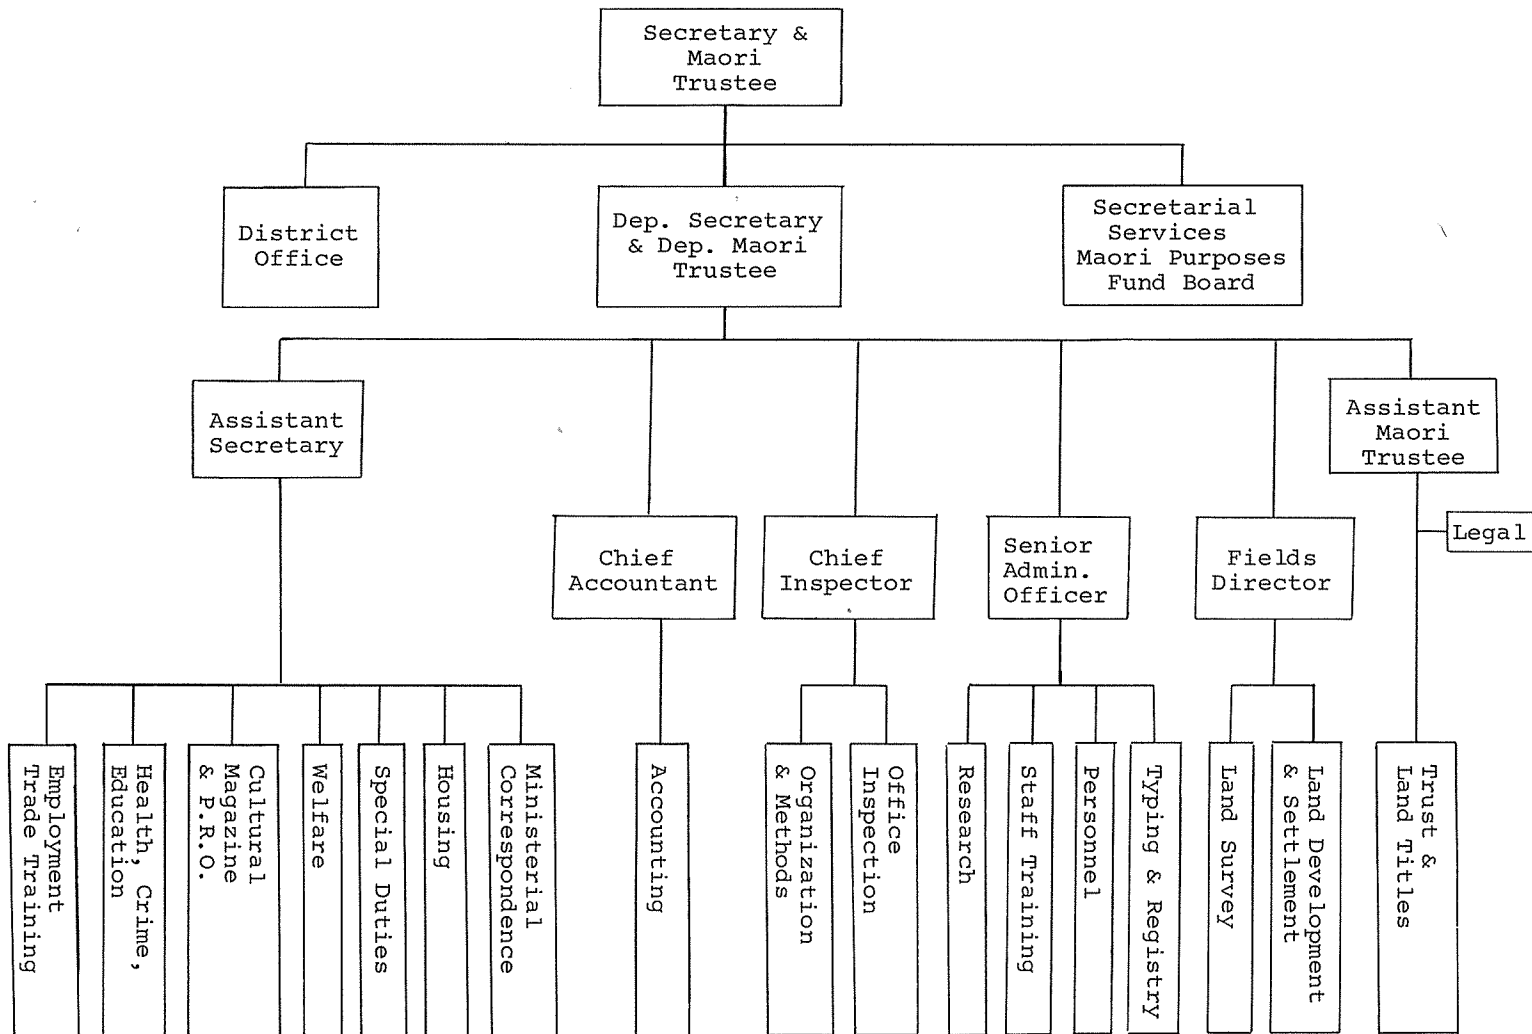 Secretary &
Maori
Trustee
District
Office
Dep. Secretary
& Dep. Maori
Trustee
Secretarial
Services
Maori Purposes
Fund Board
Assistant
Secretary
Assistant
Maori
Trustee
Legal
Chief
Accountant
Chief
Inspector
Senior
Admin.
Officer
Fields
Director
Employment
Trade Training
Health, Crime,
Education
Cultural
Magazine
& P.R.O.
Welfare
Special Duties
Housing
Ministerial
Correspondence
Accounting
Organization
& Methods
Office
Inspection
Research
Staff Training
Personnel
Typing & Registry
Land Survey
Land Development
& Settlement
Trust &
Land Titles